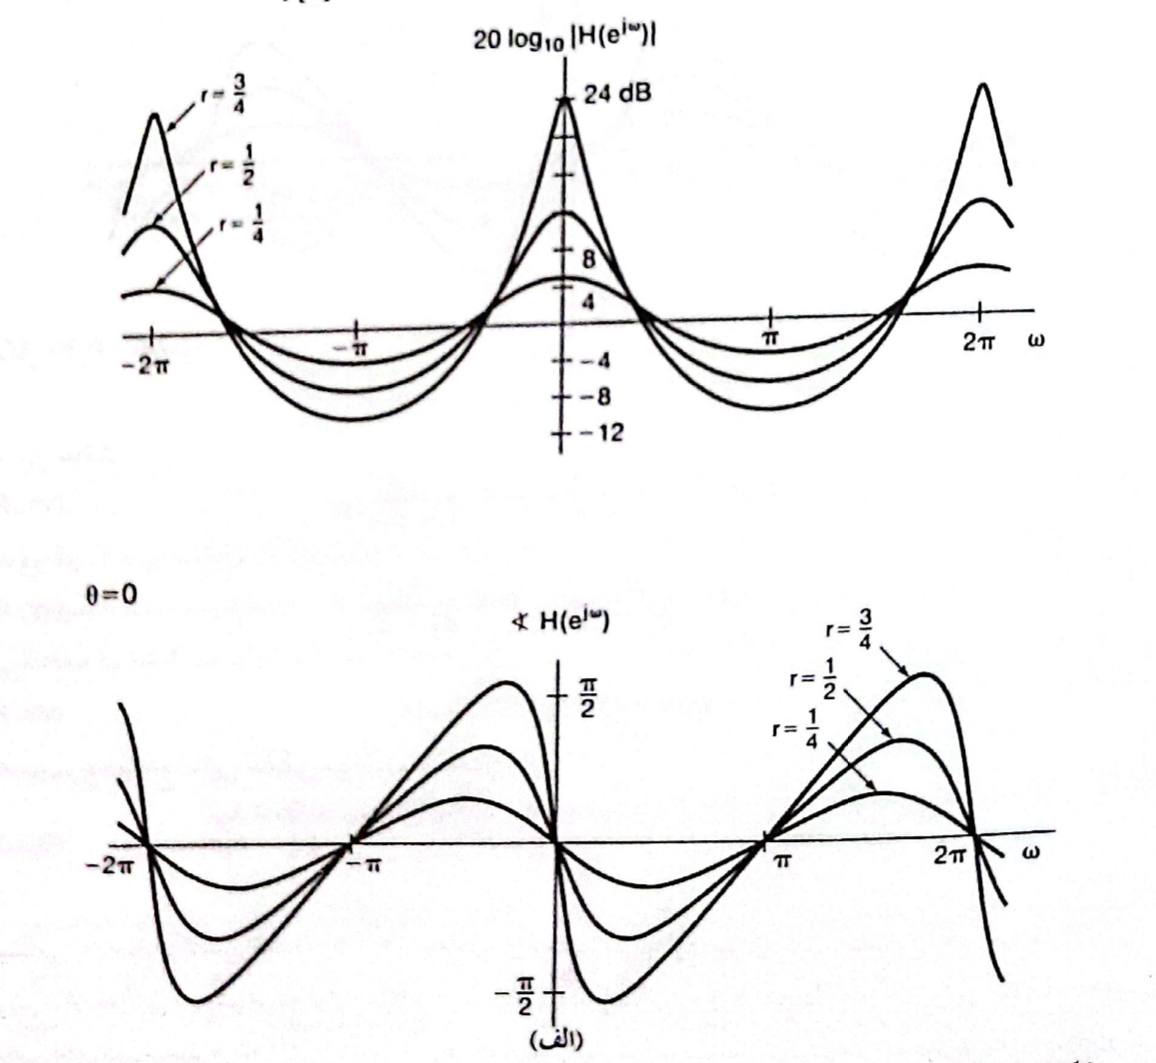 20 log₁₀ |H(e^jω)|
24 dB
r = 3/4
r = 1/2
r = 1/4
8
4
-2π
-π
π
2π
ω
-4
-8
-12
θ=0
∢ H(e^jω)
r = 3/4
r = 1/2
r = 1/4
π/2
-2π
-π
π
2π
ω
-π/2
(الف)